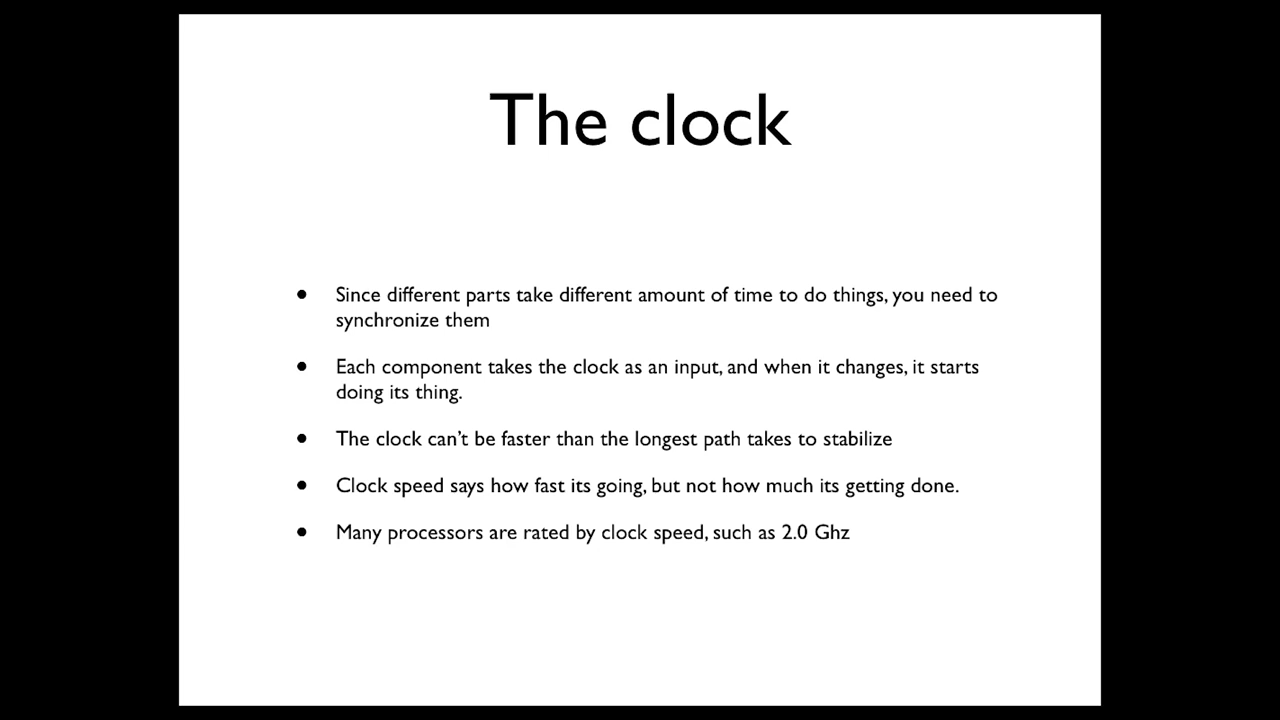 The clock
• Since different parts take different amount of time to do things, you need to
synchronize them
• Each component takes the clock as an input, and when it changes, it starts
doing its thing.
• The clock can't be faster than the longest path takes to stabilize
• Clock speed says how fast its going, but not how much its getting done.
• Many processors are rated by clock speed, such as 2.0 Ghz